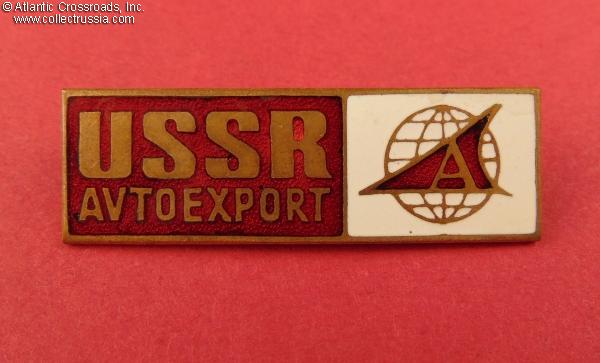 © Atlantic Crossroads, Inc.
www.collectrussia.com
USSR
AVTOEXPORT
A